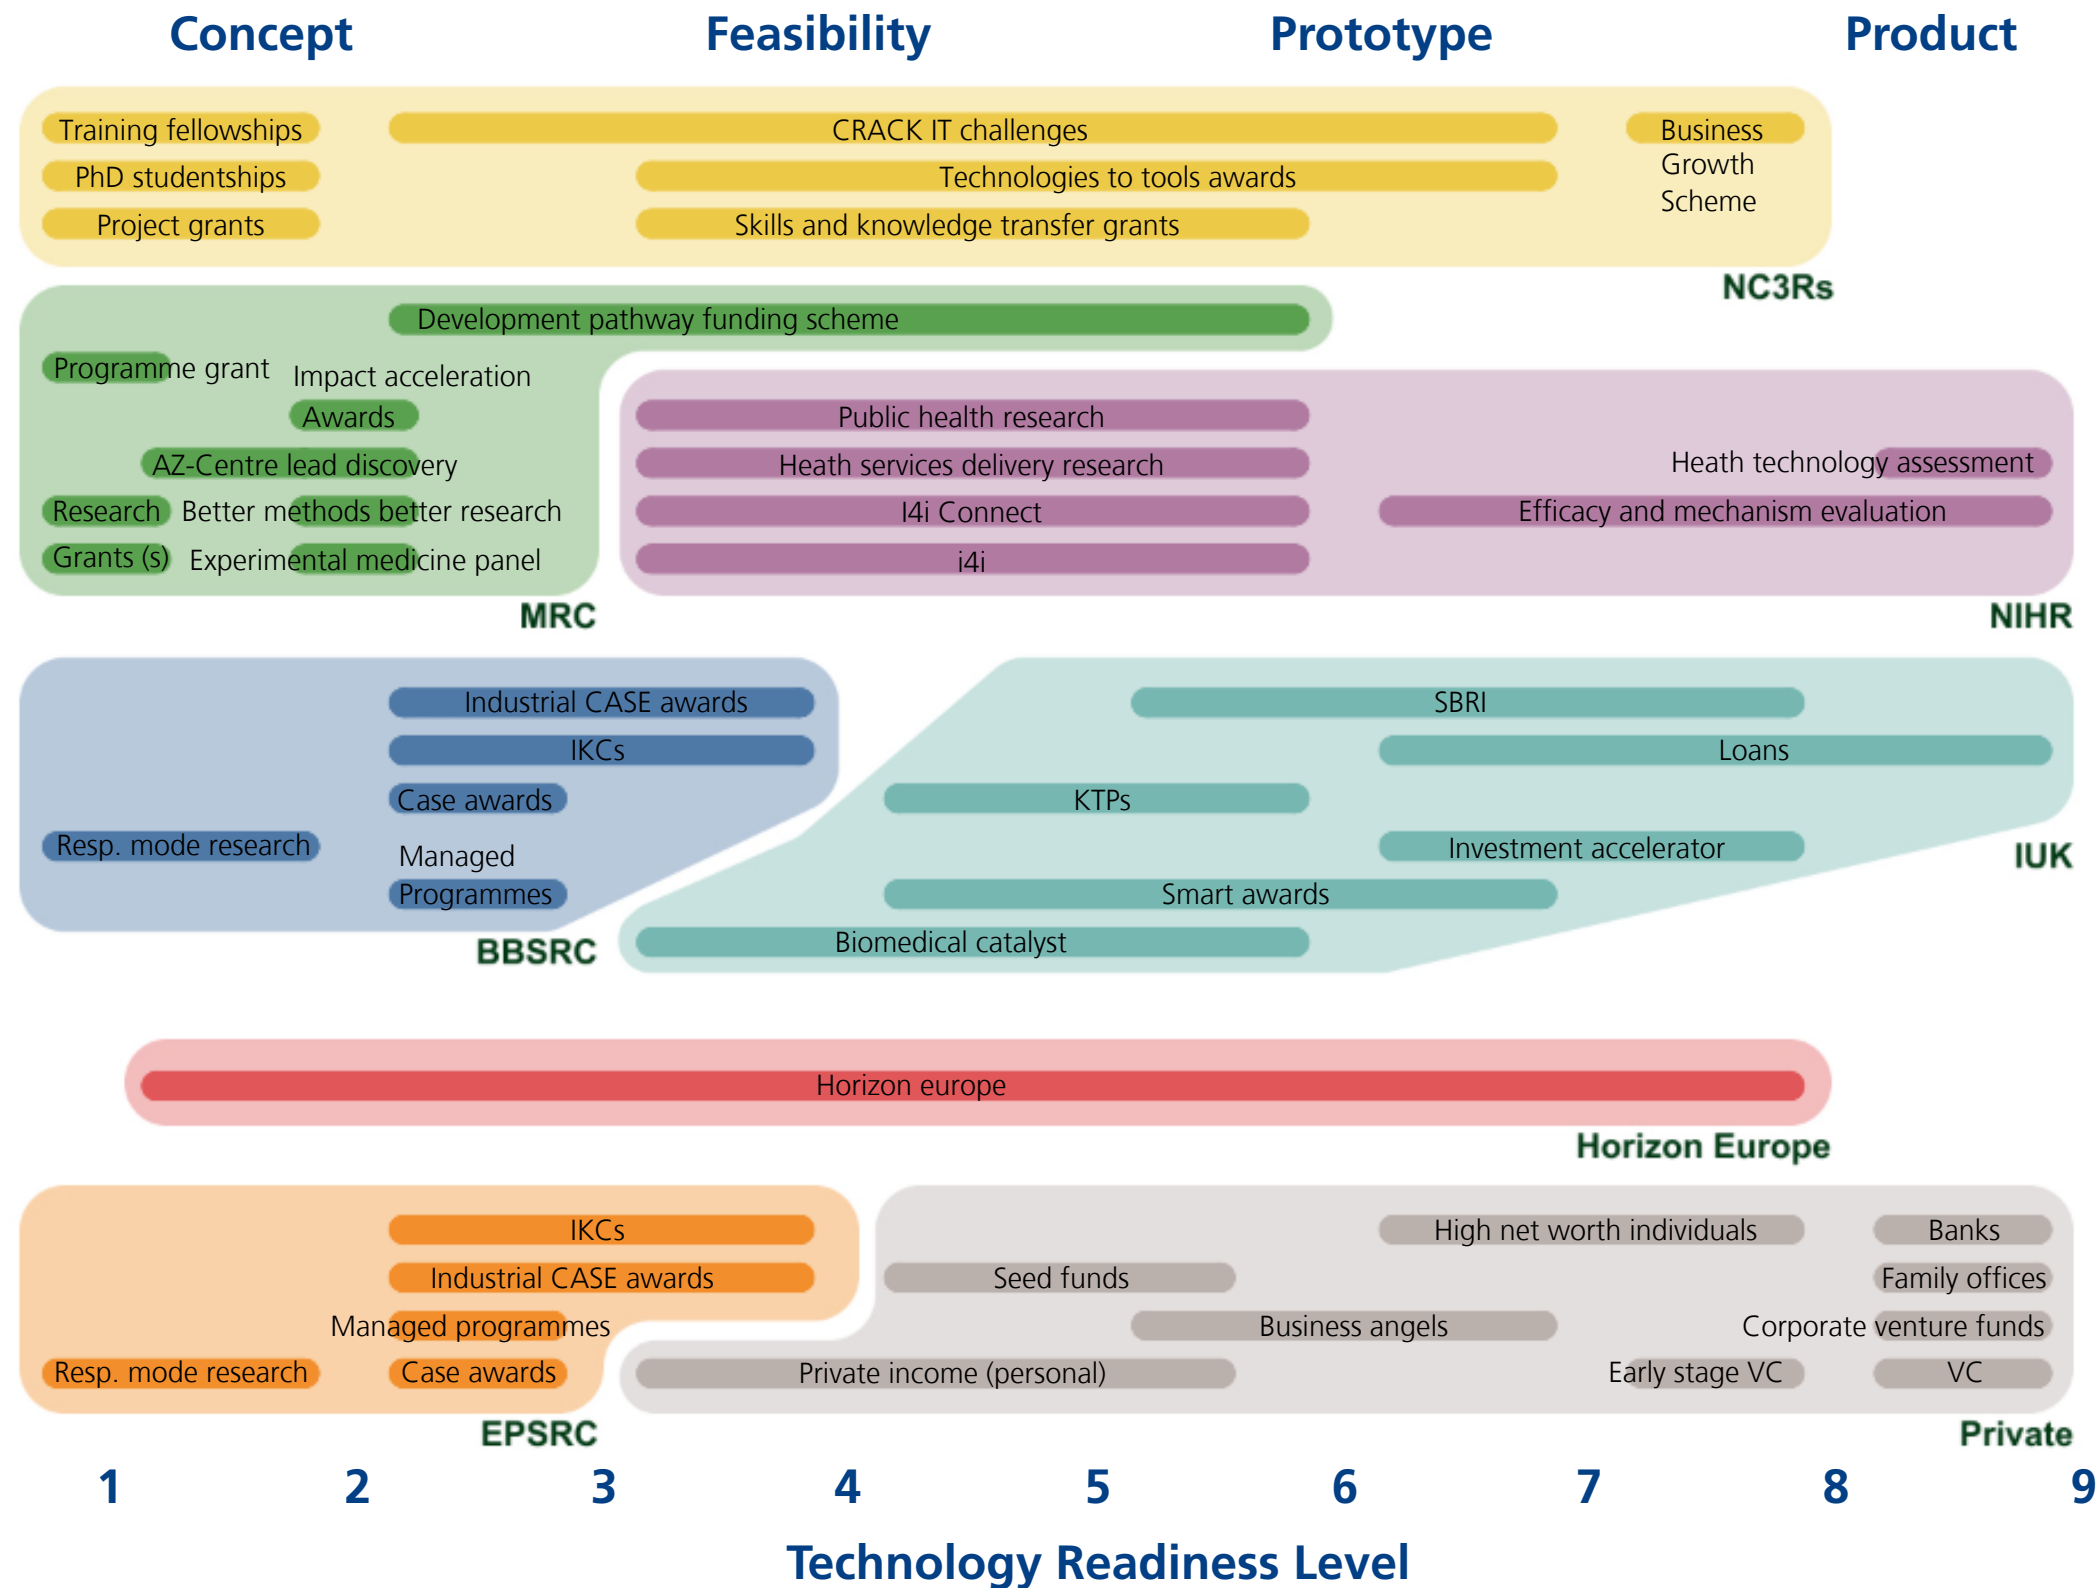 Concept Feasibility Prototype Product
Training fellowships CRACK IT challenges Business
Growth
PhD studentships Technologies to tools awards
Scheme
Project grants Skills and knowledge transfer grants
NC3Rs
Development pathway funding scheme
Programme grant Impact acceleration
Awards Public health research
AZ-Centre lead discovery Heath services delivery research Heath technology assessment
Research Better methods better research I4i Connect Efficacy and mechanism evaluation
Grants (s) Experimental medicine panel i4i
MRC NIHR
Industrial CASE awards SBRI
IKCs Loans
Case awards KTPs
Resp. mode research Managed Investment accelerator
IUK
Programmes Smart awards
Biomedical catalyst
BBSRC
Horizon europe
Horizon Europe
IKCs High net worth individuals Banks
Industrial CASE awards Seed funds Family offices
Managed programmes Business angels Corporate venture funds
Resp. mode research Case awards Private income (personal) Early stage VC VC
EPSRC Private
1 2 3 4 5 6 7 8 9
Technology Readiness Level